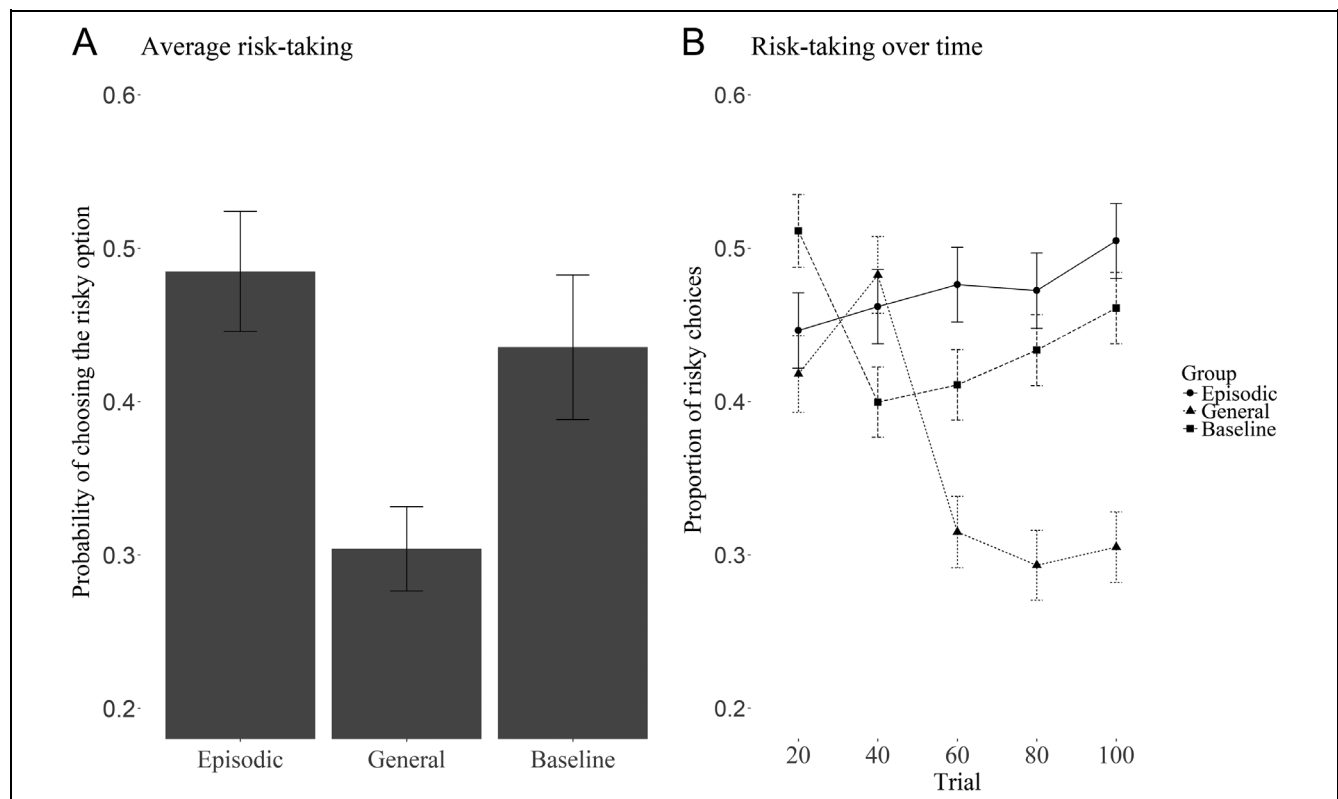 A Average risk-taking
Probability of choosing the risky option
0.6
0.5
0.4
0.3
0.2
Episodic General Baseline
B Risk-taking over time
Proportion of risky choices
0.6
0.5
0.4
0.3
0.2
20 40 60 80 100
Trial
Group
Episodic
General
Baseline